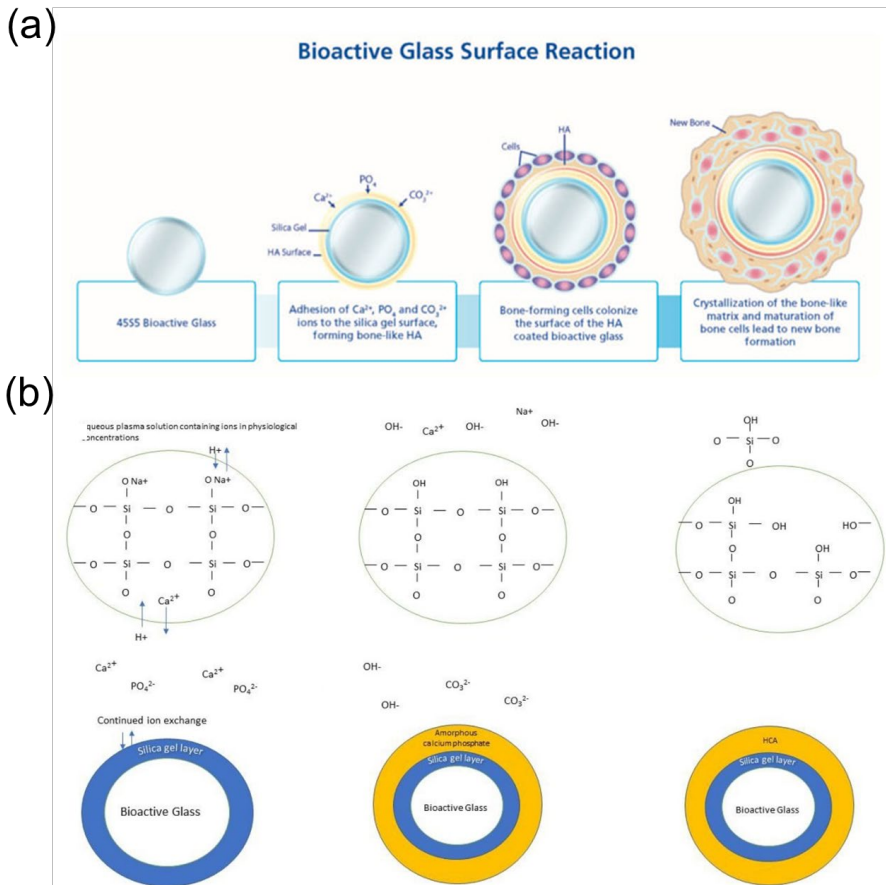 (a)
Bioactive Glass Surface Reaction
Ca²⁺
PO₄
CO₃²⁺
Silica Gel
HA Surface
Cells
HA
New Bone
45S5 Bioactive Glass
Adhesion of Ca²⁺, PO₄ and CO₃²⁺
ions to the silica gel surface,
forming bone-like HA
Bone-forming cells colonize
the surface of the HA
coated bioactive glass
Crystallization of the bone-like
matrix and maturation of
bone cells lead to new bone
formation
(b)
queous plasma solution containing ions in physiological
oncentrations
H+
O Na+ O Na+
— O — Si — O — Si — O —
O O
— O — Si — O — Si — O —
O O
Ca²⁺
H+
OH- Ca²⁺ OH- Na+ OH-
OH OH
— O — Si — O — Si — O —
O O
— O — Si — O — Si — O —
O O
OH
O — Si — O
O
OH
— O — Si — OH HO —
O OH
— O — Si — O — Si — O —
O O
Ca²⁺ Ca²⁺
PO₄²⁻ PO₄²⁻
Continued ion exchange
Silica gel layer
Bioactive Glass
OH-
CO₃²⁻
OH- CO₃²⁻
Amorphous
calcium phosphate
Silica gel layer
Bioactive Glass
HCA
Silica gel layer
Bioactive Glass